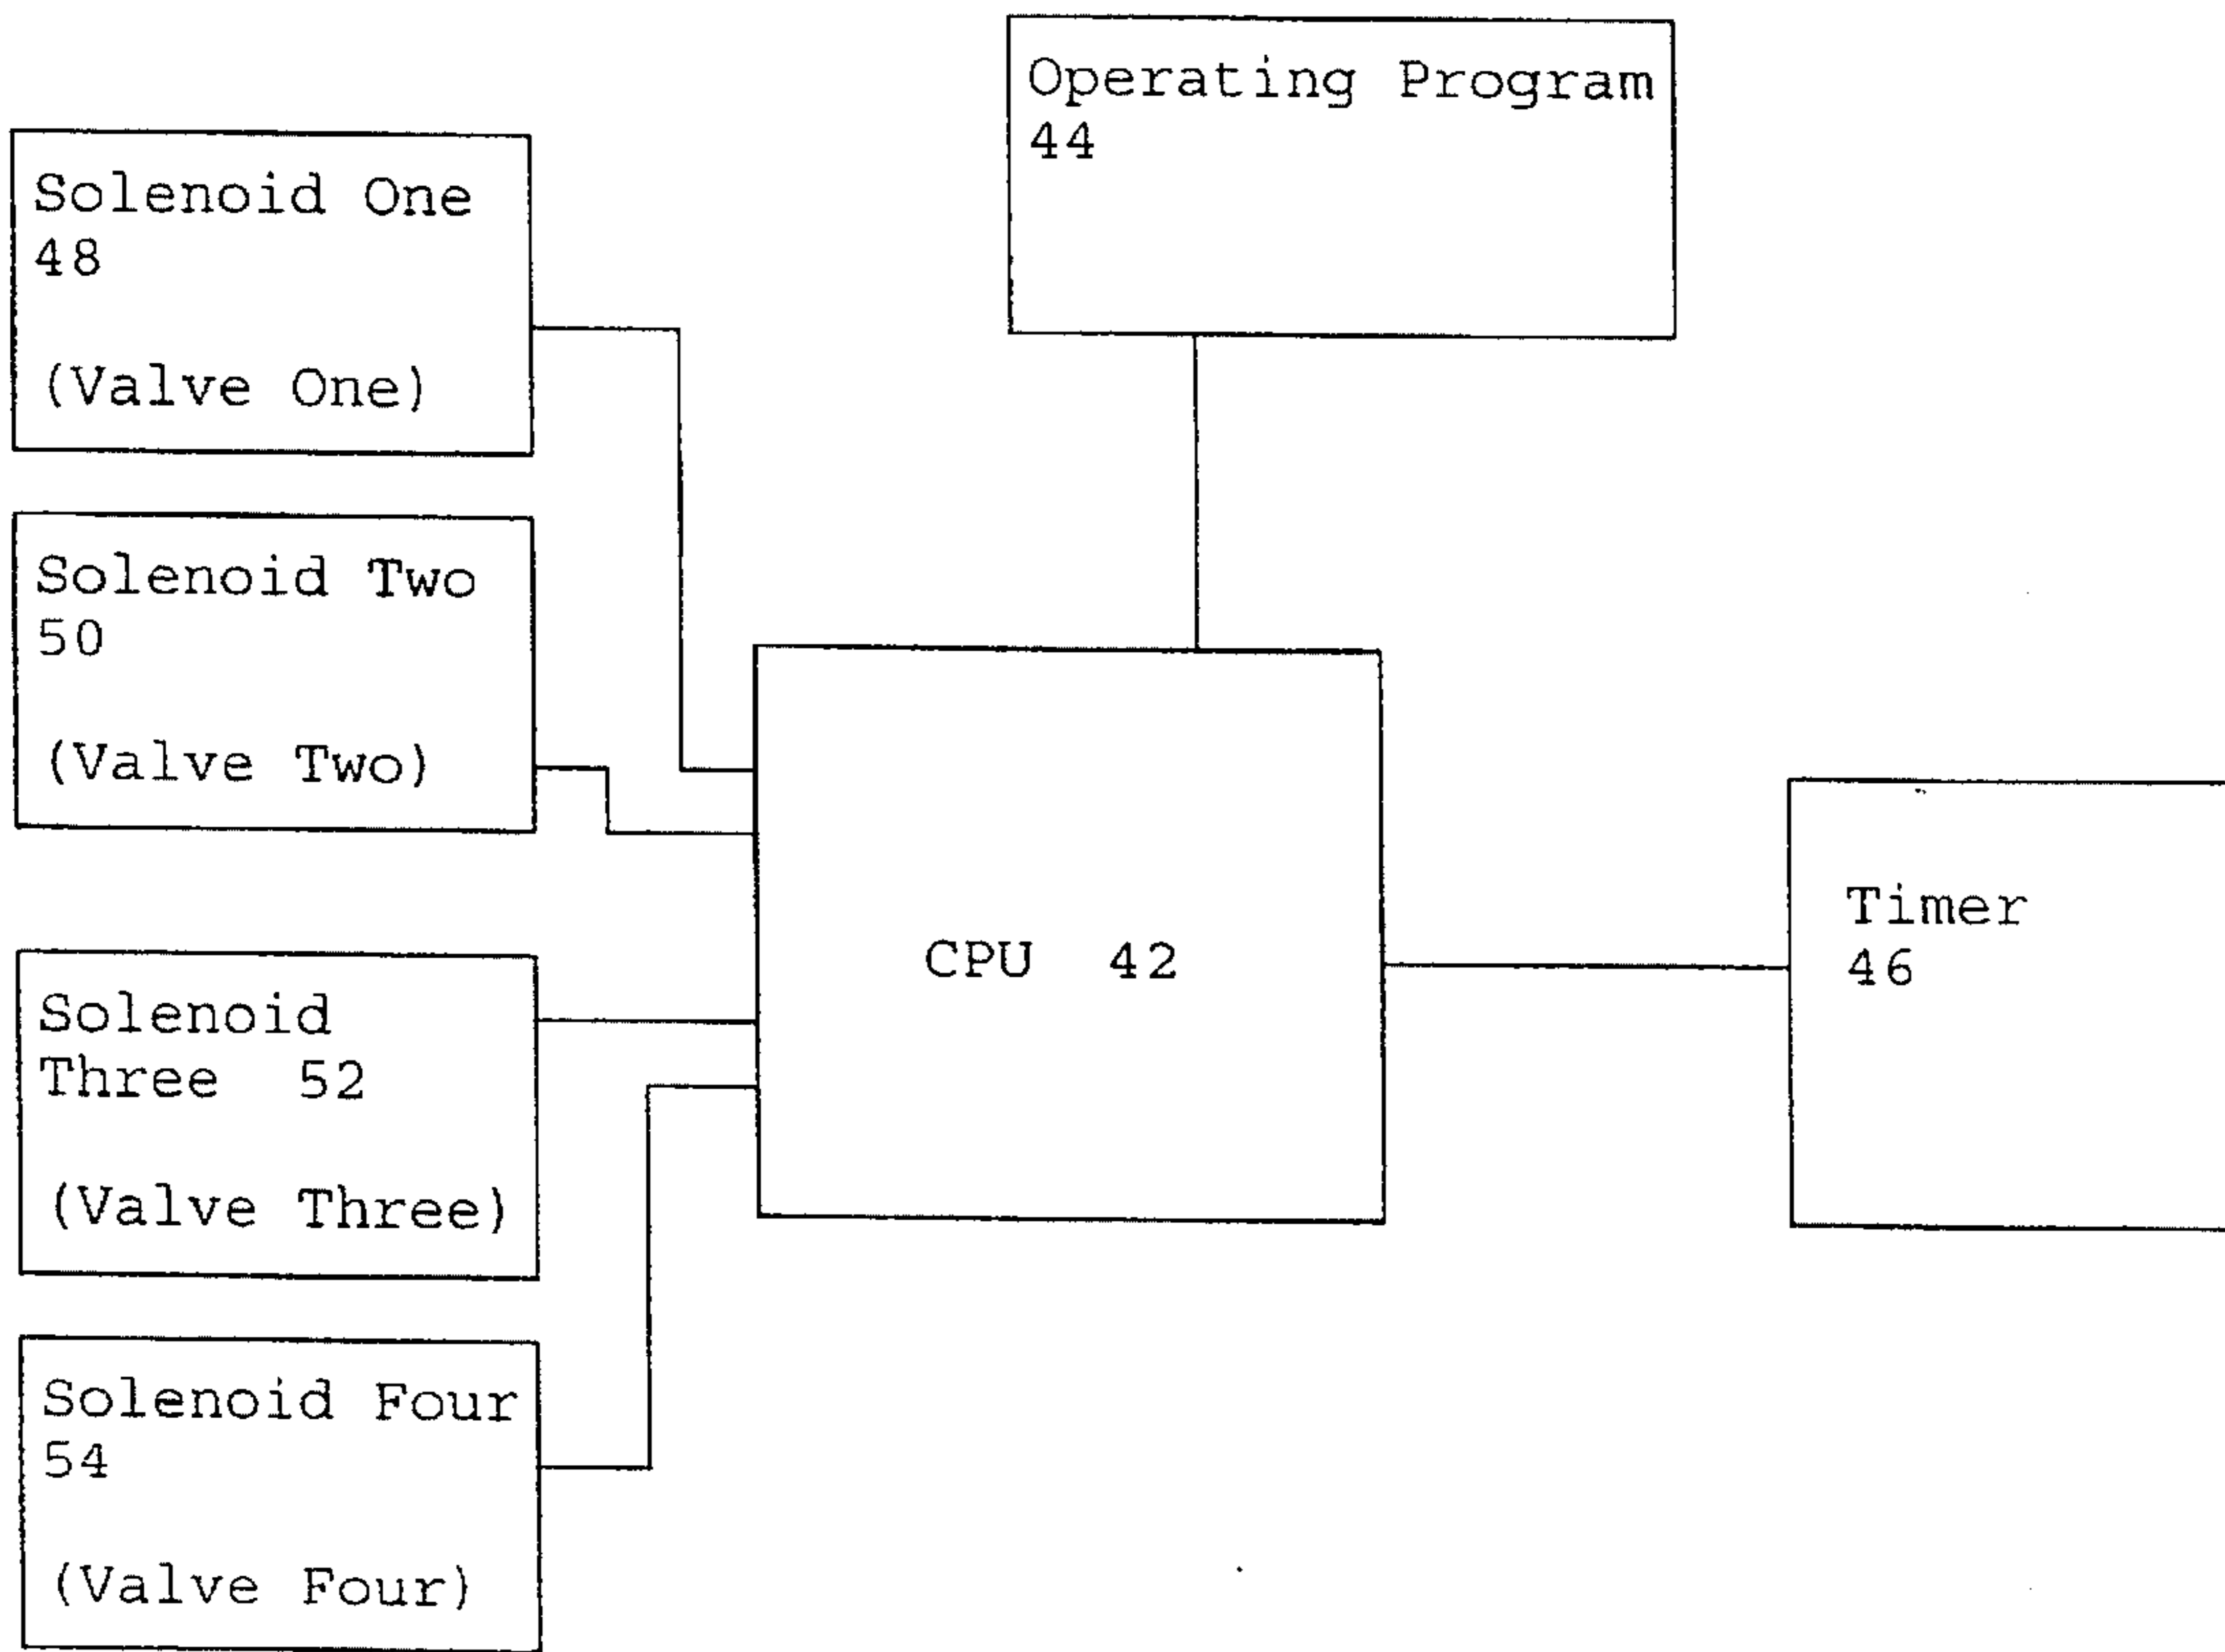 Operating Program
44
Solenoid One
48
(Valve One)
Solenoid Two
50
(Valve Two)
Solenoid
Three 52
(Valve Three)
Solenoid Four
54
(Valve Four)
CPU 42
Timer
46